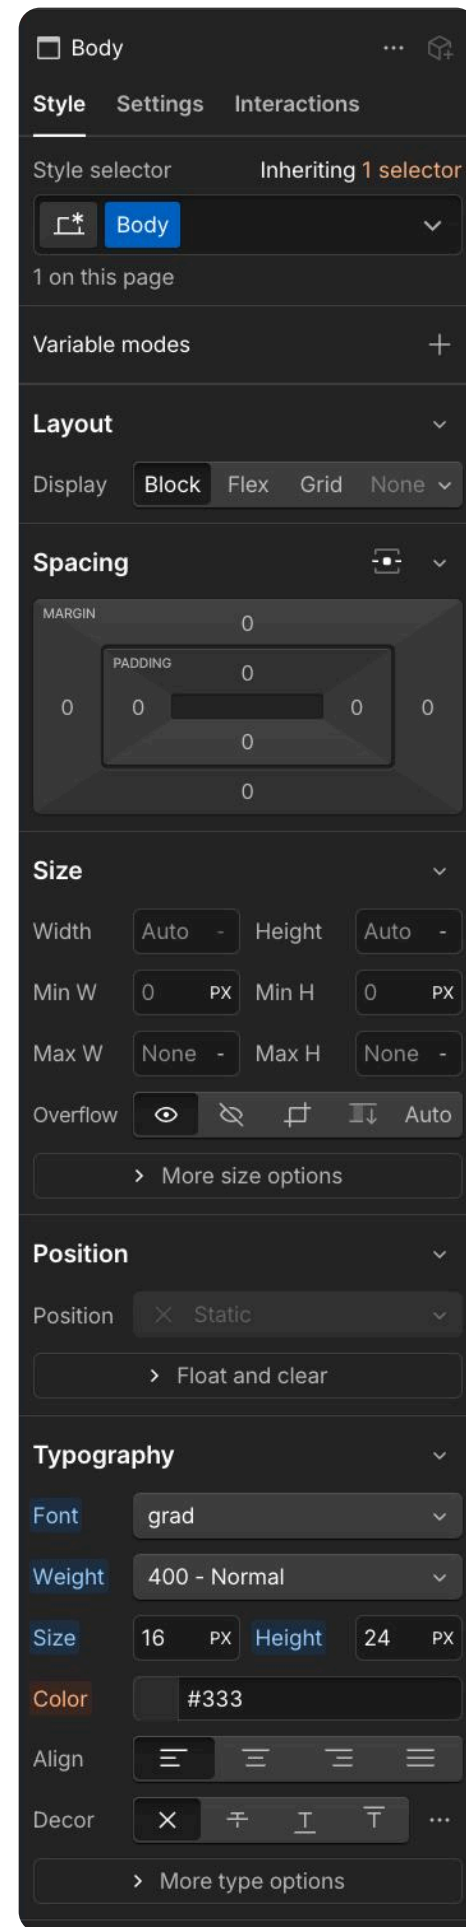 Body
Style Settings Interactions
Style selector Inheriting 1 selector
Body
1 on this page
Variable modes
Layout
Display Block Flex Grid None
Spacing
MARGIN
0
PADDING
0
0 0 0 0
0
0
Size
Width Auto - Height Auto -
Min W 0 PX Min H 0 PX
Max W None - Max H None -
Overflow Auto
More size options
Position
Position Static
Float and clear
Typography
Font grad
Weight 400 - Normal
Size 16 PX Height 24 PX
Color #333
Align
Decor
More type options